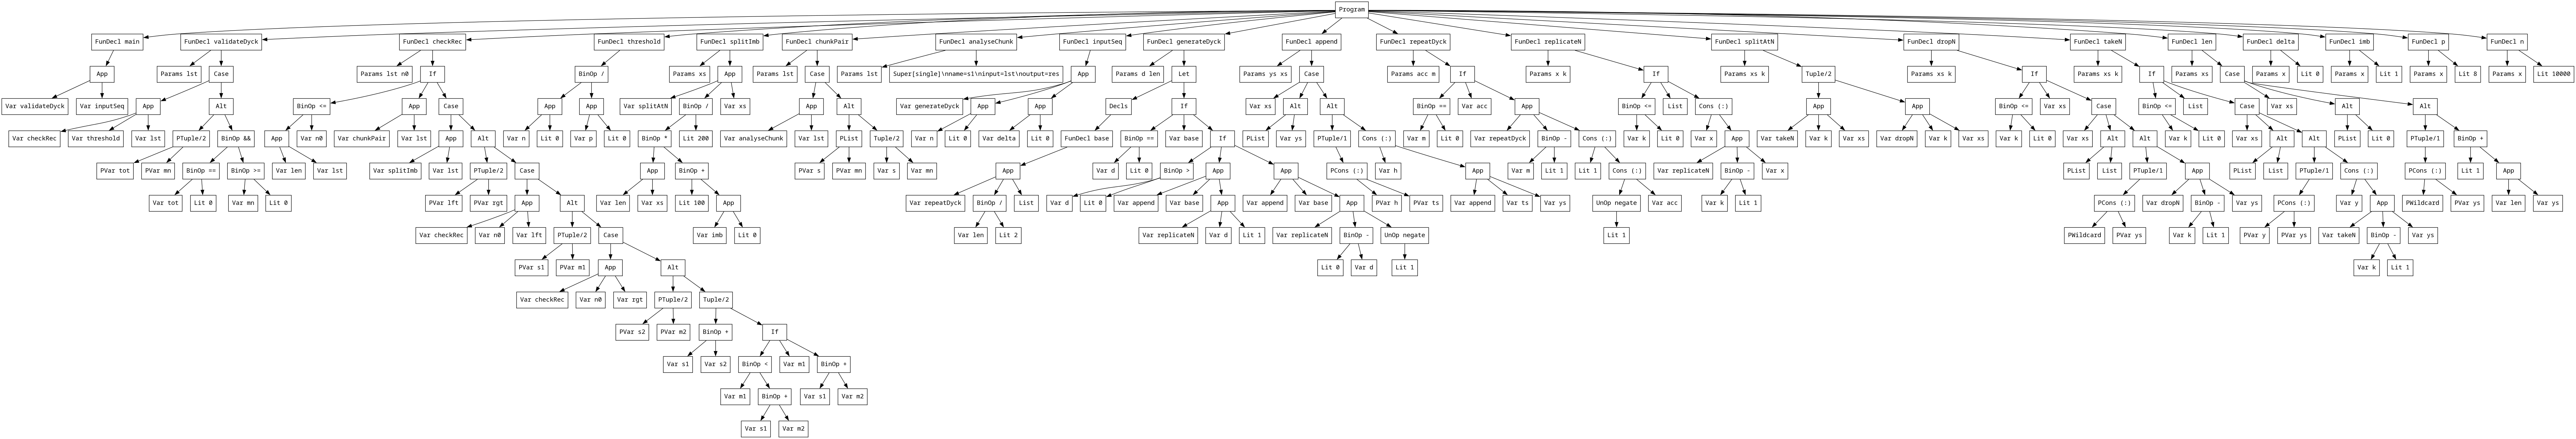 Program
FunDecl main FunDecl validateDyck FunDecl checkRec FunDecl threshold FunDecl splitImb FunDecl chunkPair FunDecl analyseChunk FunDecl inputSeq FunDecl generateDyck FunDecl append FunDecl repeatDyck FunDecl replicateN FunDecl splitAtN FunDecl dropN FunDecl takeN FunDecl len FunDecl delta FunDecl imb FunDecl p FunDecl n
App Params lst Case Params lst n0 If BinOp / Params xs App Params lst Case Params lst Super[single]\nname=s1\ninput=lst\noutput=res App Params d len Let Params ys xs Case Params acc m If Params x k If Params xs k Tuple/2 Params xs k If Params xs k If Params xs Case Params x Lit 0 Params x Lit 1 Params x Lit 8 Params x Lit 10000
Var validateDyck Var inputSeq App Alt BinOp <= App Case App App Var splitAtN BinOp / Var xs App Alt Var generateDyck App App Decls If Var xs Alt Alt BinOp == Var acc App BinOp <= List Cons (:) App App BinOp <= Var xs Case BinOp <= List Case Var xs Alt Alt
Var checkRec Var threshold Var lst PTuple/2 BinOp && App Var n0 Var chunkPair Var lst App Alt Var n Lit 0 Var p Lit 0 BinOp * Lit 200 Var analyseChunk Var lst PList Tuple/2 Var n Lit 0 Var delta Lit 0 FunDecl base BinOp == Var base If PList Var ys PTuple/1 Cons (:) Var m Lit 0 Var repeatDyck BinOp - Cons (:) Var k Lit 0 Var x App Var takeN Var k Var xs Var dropN Var k Var xs Var k Lit 0 Var xs Alt Alt Var k Lit 0 Var xs Alt Alt PList Lit 0 PTuple/1 BinOp +
PVar tot PVar mn BinOp == BinOp >= Var len Var lst Var splitImb Var lst PTuple/2 Case App BinOp + PVar s PVar mn Var s Var mn App Var d Lit 0 BinOp > App App PCons (:) Var h App Var m Lit 1 Lit 1 Cons (:) Var replicateN BinOp - Var x PList List PTuple/1 App PList List PTuple/1 Cons (:) PCons (:) Lit 1 App
Var tot Lit 0 Var mn Lit 0 PVar lft PVar rgt App Alt Var len Var xs Lit 100 App Var repeatDyck BinOp / List Var d Lit 0 Var append Var base App Var append Var base App PVar h PVar ts Var append Var ts Var ys UnOp negate Var acc Var k Lit 1 PCons (:) Var dropN BinOp - Var ys PCons (:) Var y App PWildcard PVar ys Var len Var ys
Var checkRec Var n0 Var lft PTuple/2 Case Var imb Lit 0 Var len Lit 2 Var replicateN Var d Lit 1 Var replicateN BinOp - UnOp negate Lit 1 PWildcard PVar ys Var k Lit 1 PVar y PVar ys Var takeN BinOp - Var ys
PVar s1 PVar m1 App Alt Lit 0 Var d Lit 1 Var k Lit 1
Var checkRec Var n0 Var rgt PTuple/2 Tuple/2
PVar s2 PVar m2 BinOp + If
Var s1 Var s2 BinOp < Var m1 BinOp +
Var m1 BinOp + Var s1 Var m2
Var s1 Var m2